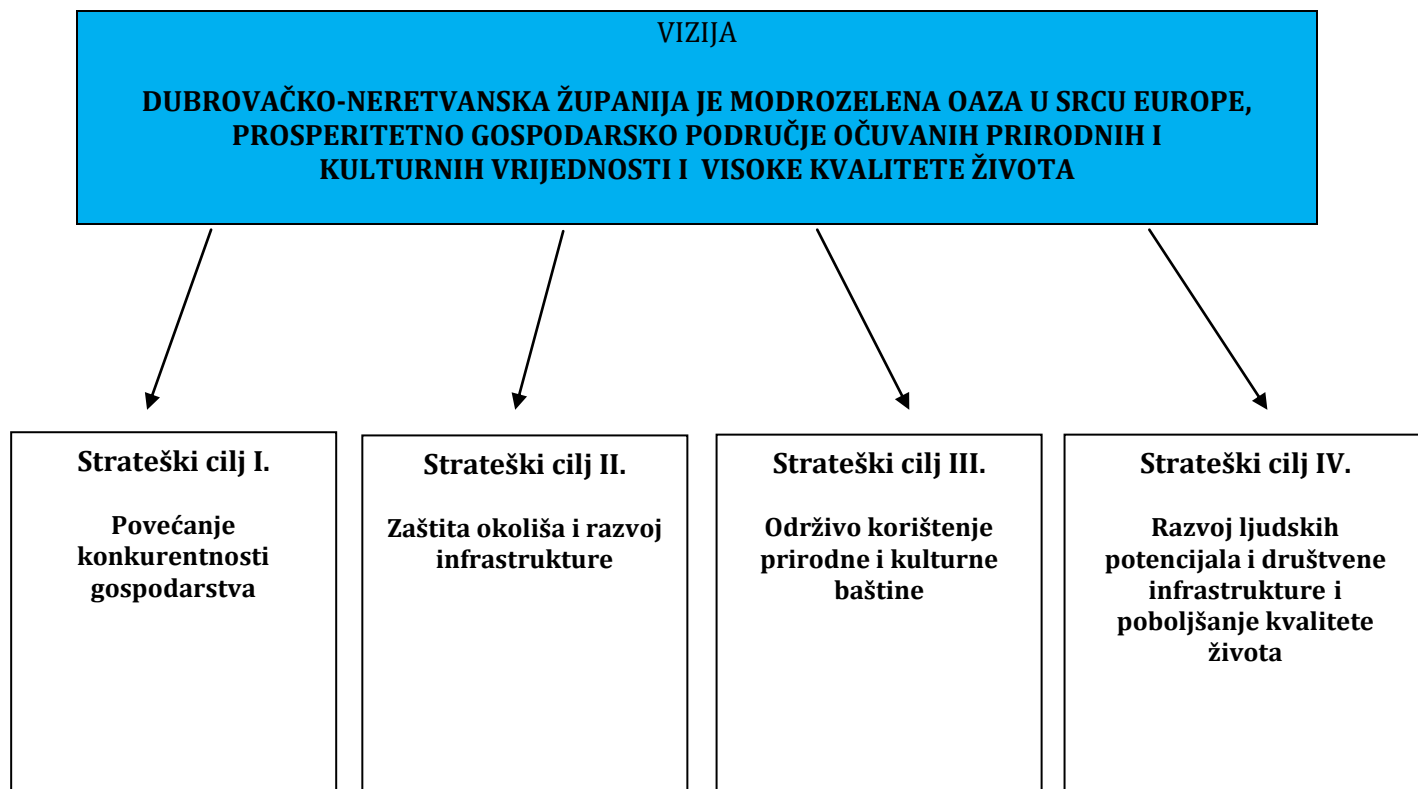 VIZIJA
DUBROVAČKO-NERETVANSKA ŽUPANIJA JE MODROZELENA OAZA U SRCU EUROPE,
PROSPERITETNO GOSPODARSKO PODRUČJE OČUVANIH PRIRODNIH I
KULTURNIH VRIJEDNOSTI I VISOKE KVALITETE ŽIVOTA
Strateški cilj I.
Povećanje
konkurentnosti
gospodarstva
Strateški cilj II.
Zaštita okoliša i razvoj
infrastrukture
Strateški cilj III.
Održivo korištenje
prirodne i kulturne
baštine
Strateški cilj IV.
Razvoj ljudskih
potencijala i društvene
infrastrukture i
poboljšanje kvalitete
života